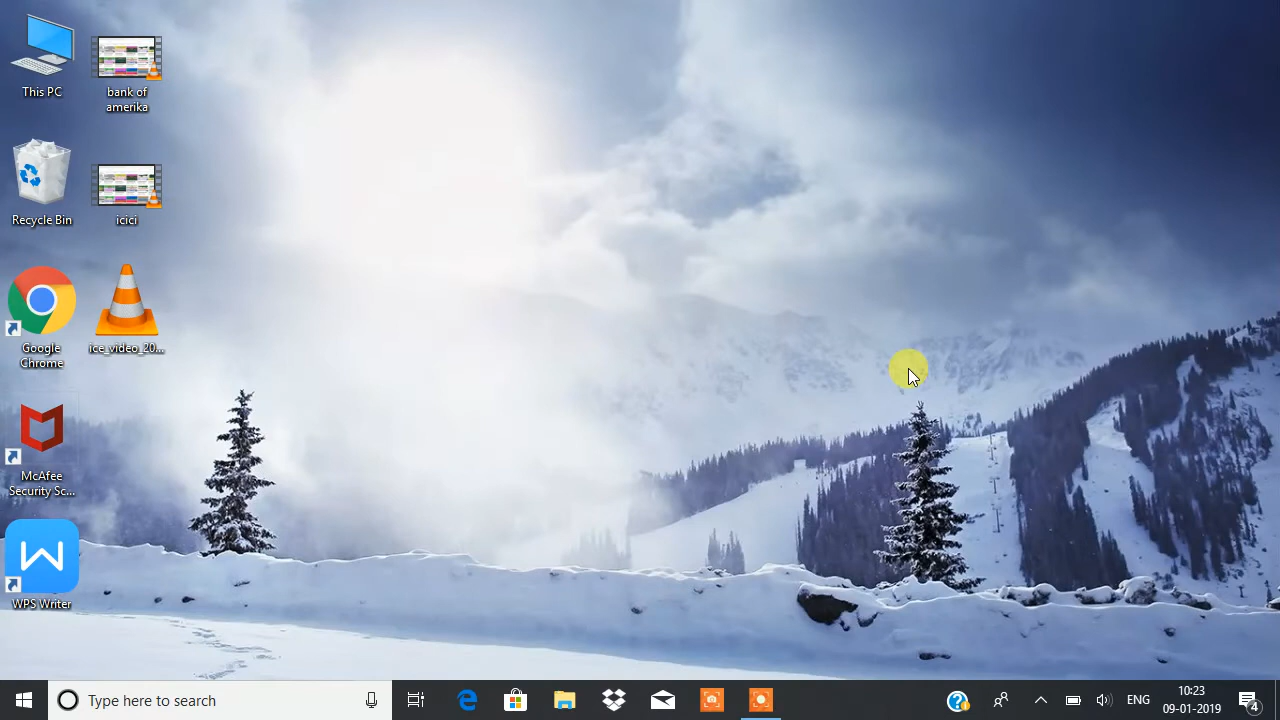 This PC
bank of
amerika
Recycle Bin
icici
Google
Chrome
ice_video_20...
McAfee
Security Sc...
WPS Writer
Type here to search
ENG
10:23
09-01-2019
4